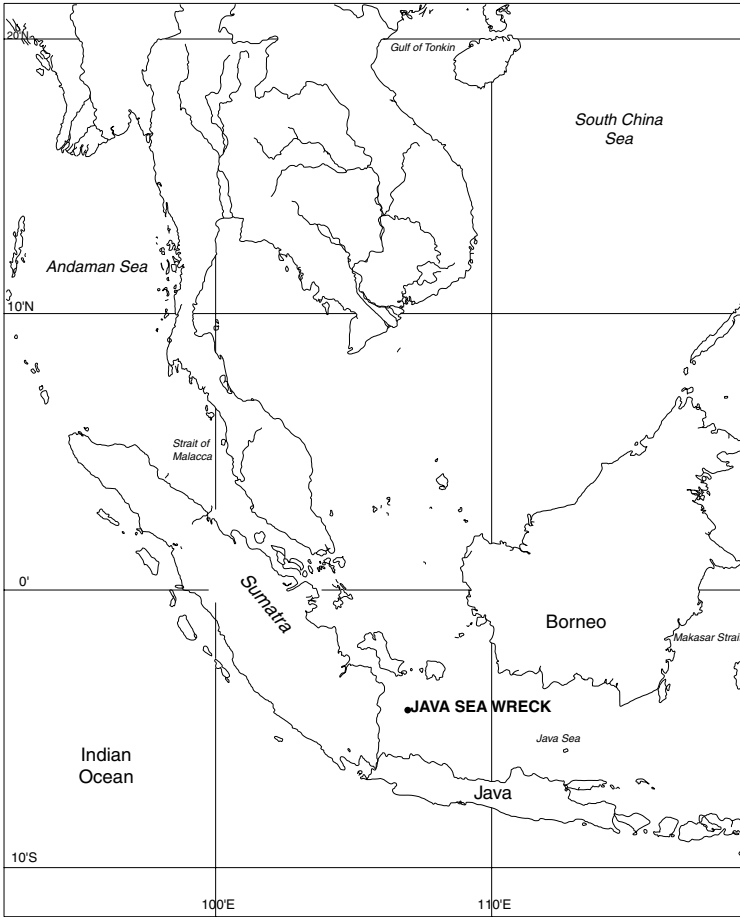 20'N
Gulf of Tonkin
South China
Sea
Andaman Sea
10'N
Strait of
Malacca
0'
Sumatra
Borneo
Makasar Strait
JAVA SEA WRECK
Java Sea
Indian
Ocean
Java
10'S
100'E
110'E